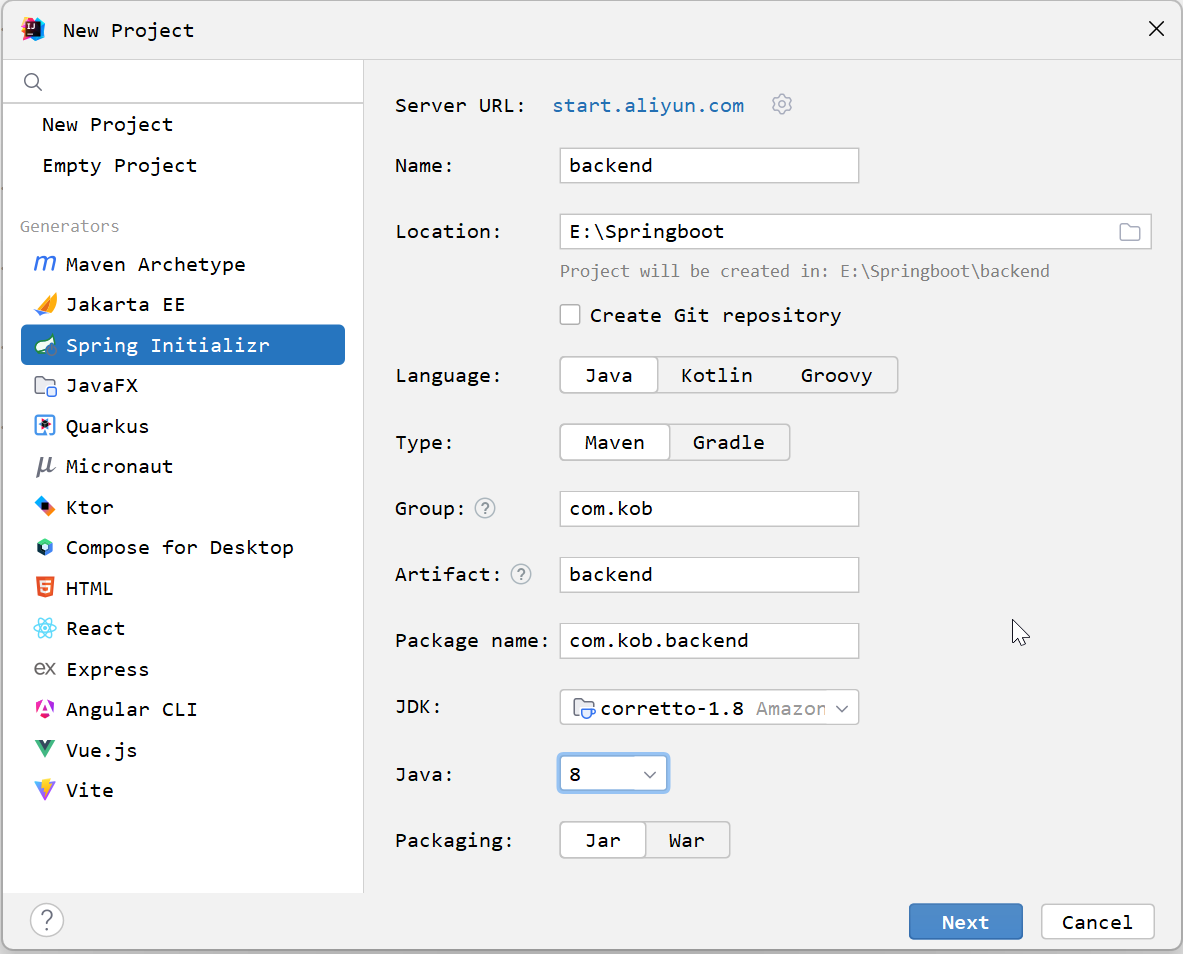 New Project
New Project
Empty Project
Generators
Maven Archetype
Jakarta EE
Spring Initializr
JavaFX
Quarkus
Micronaut
Ktor
Compose for Desktop
HTML
React
Express
Angular CLI
Vue.js
Vite
Server URL: start.aliyun.com
Name: backend
Location: E:\Springboot
Project will be created in: E:\Springboot\backend
Create Git repository
Language: Java Kotlin Groovy
Type: Maven Gradle
Group: ? com.kob
Artifact: ? backend
Package name: com.kob.backend
JDK: corretto-1.8 Amazon
Java: 8
Packaging: Jar War
? Next Cancel